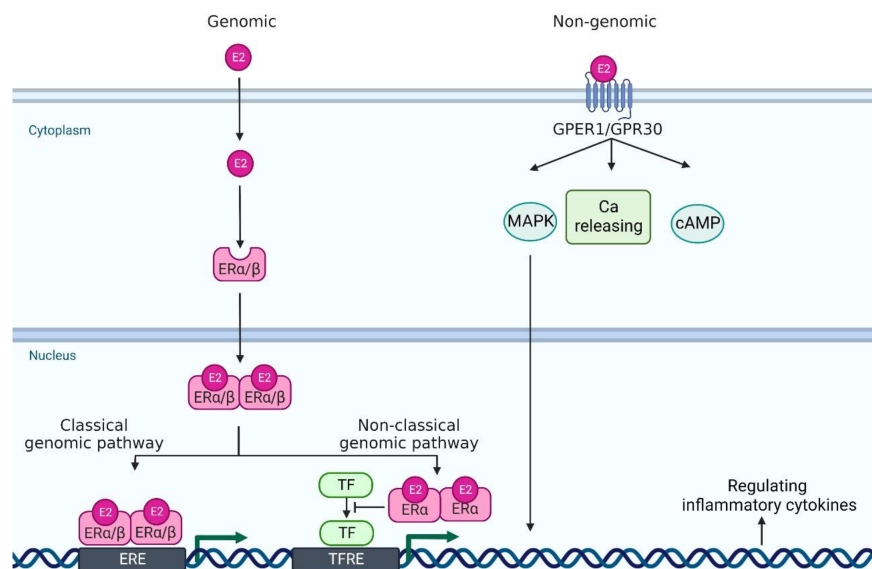 Genomic
Non-genomic
E2
E2
Cytoplasm
GPER1/GPR30
E2
MAPK
Ca
releasing
cAMP
ERα/β
Nucleus
E2
E2
ERα/β
ERα/β
Classical
genomic pathway
Non-classical
genomic pathway
TF
E2
E2
ERα
ERα
Regulating
inflammatory cytokines
E2
E2
ERα/β
ERα/β
TF
ERE
TFRE